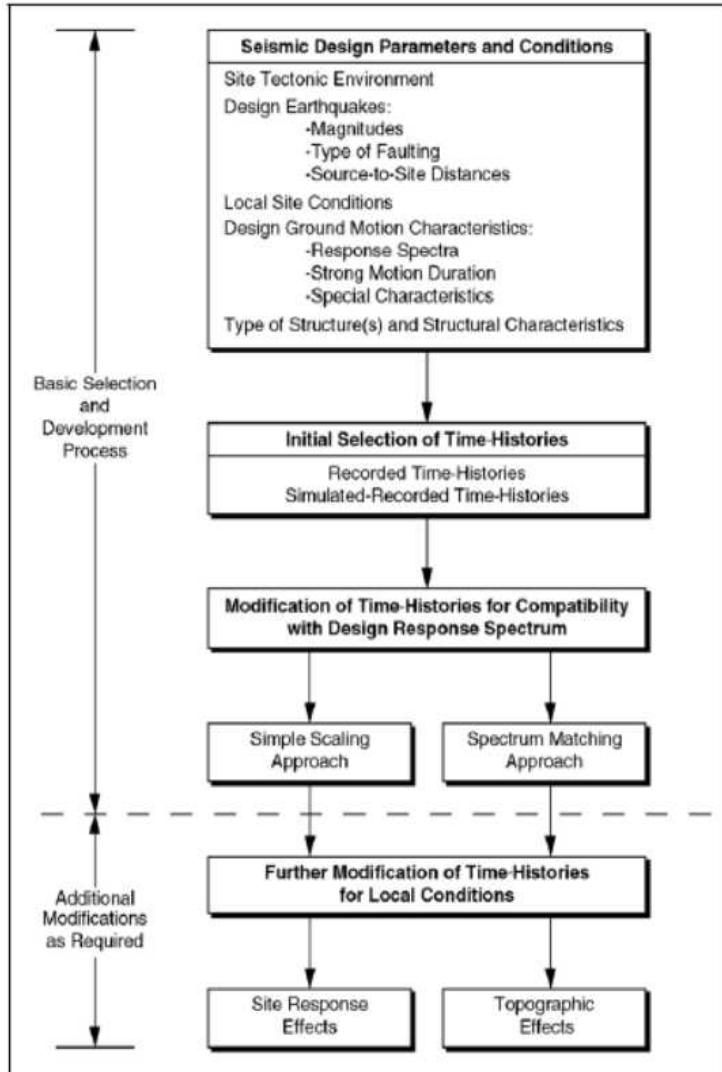 Seismic Design Parameters and Conditions
Site Tectonic Environment
Design Earthquakes:
-Magnitudes
-Type of Faulting
-Source-to-Site Distances
Local Site Conditions
Design Ground Motion Characteristics:
-Response Spectra
-Strong Motion Duration
-Special Characteristics
Type of Structure(s) and Structural Characteristics
Basic Selection
and
Development
Process
Initial Selection of Time-Histories
Recorded Time-Histories
Simulated-Recorded Time-Histories
Modification of Time-Histories for Compatibility
with Design Response Spectrum
Simple Scaling
Approach
Spectrum Matching
Approach
Additional
Modifications
as Required
Further Modification of Time-Histories
for Local Conditions
Site Response
Effects
Topographic
Effects